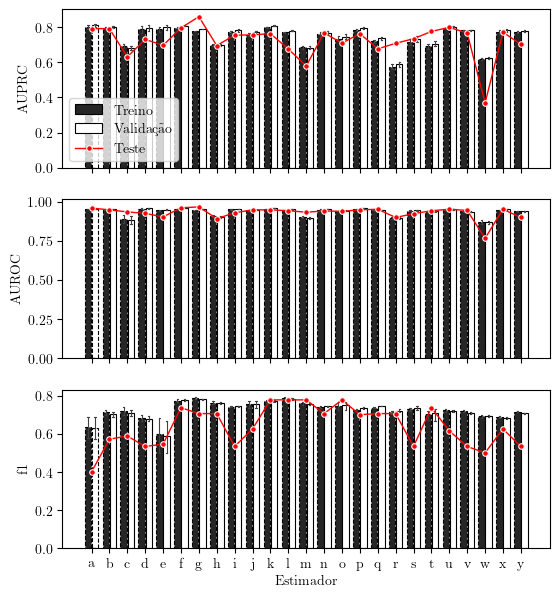 0.8
0.6
0.4
0.2
0.0
AUPRC
Treino
Validação
Teste
1.00
0.75
0.50
0.25
0.00
AUROC
0.8
0.6
0.4
0.2
0.0
f1
a b c d e f g h i j k l m n o p q r s t u v w x y
Estimador